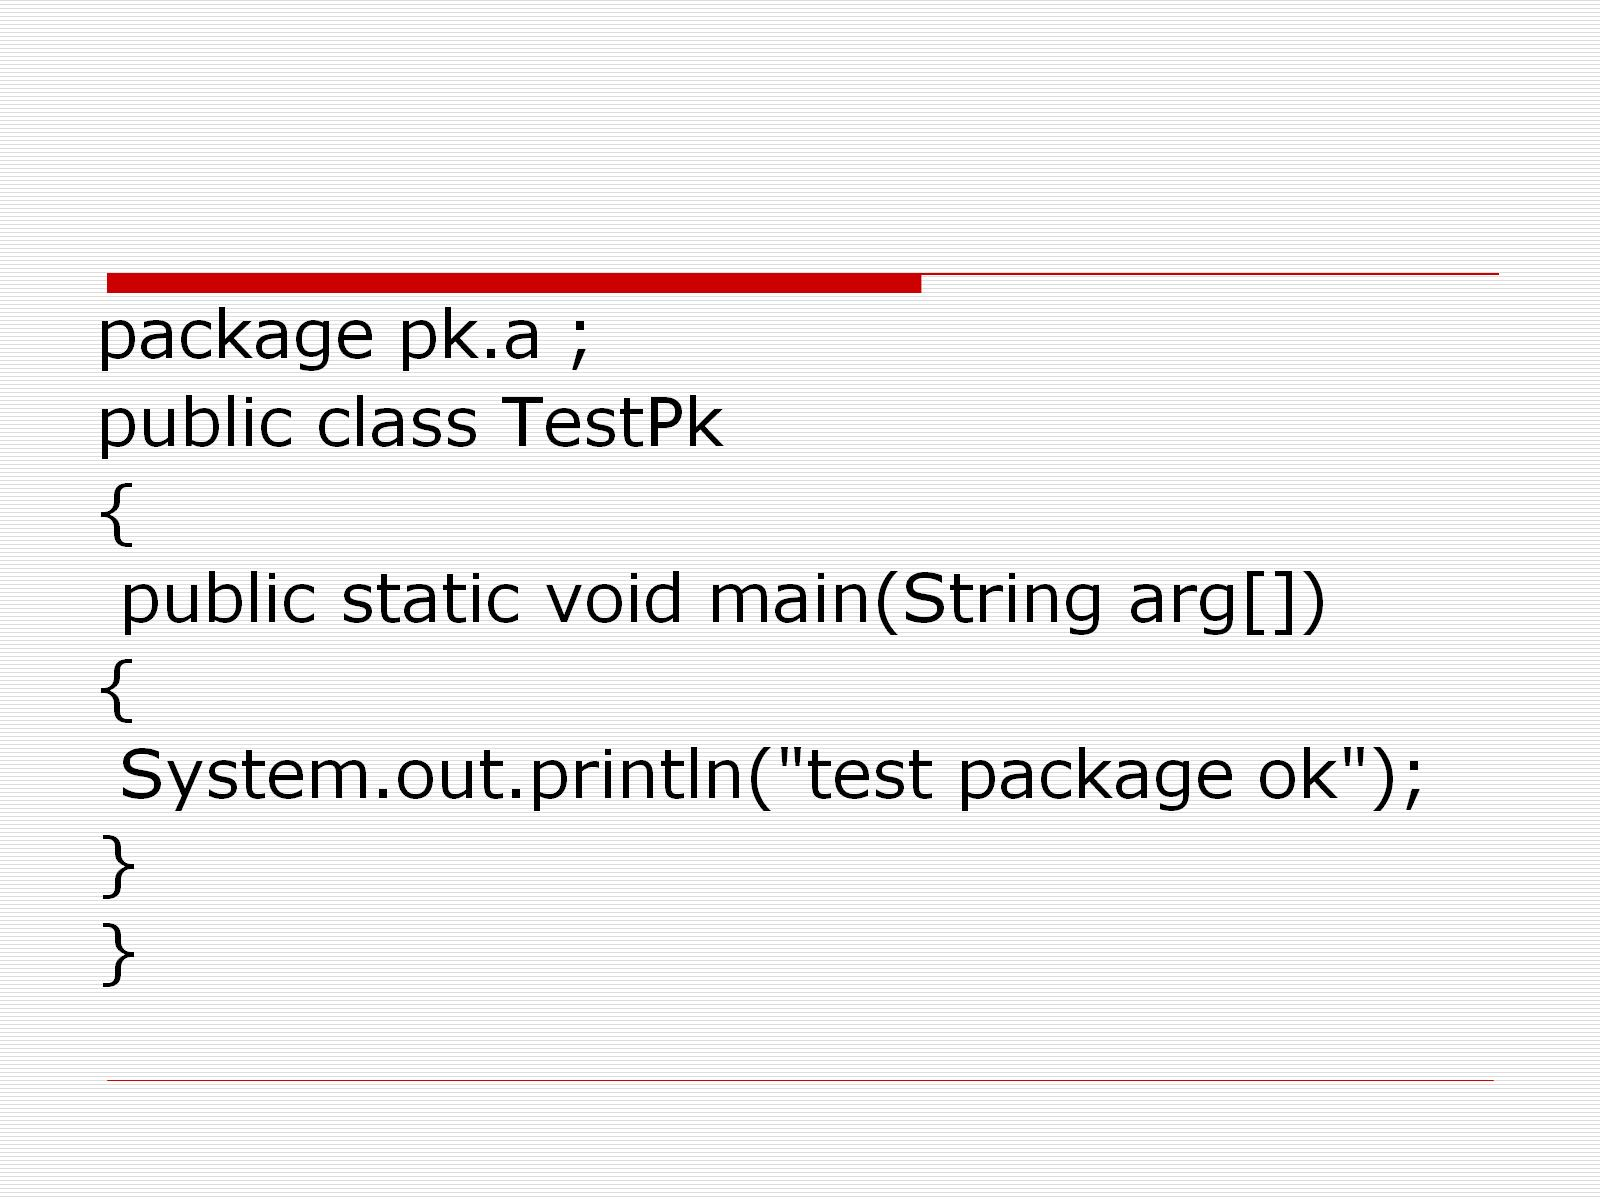 package pk.a ;
public class TestPk
{
public static void main(String arg[])
{
System.out.println("test package ok");
}
}